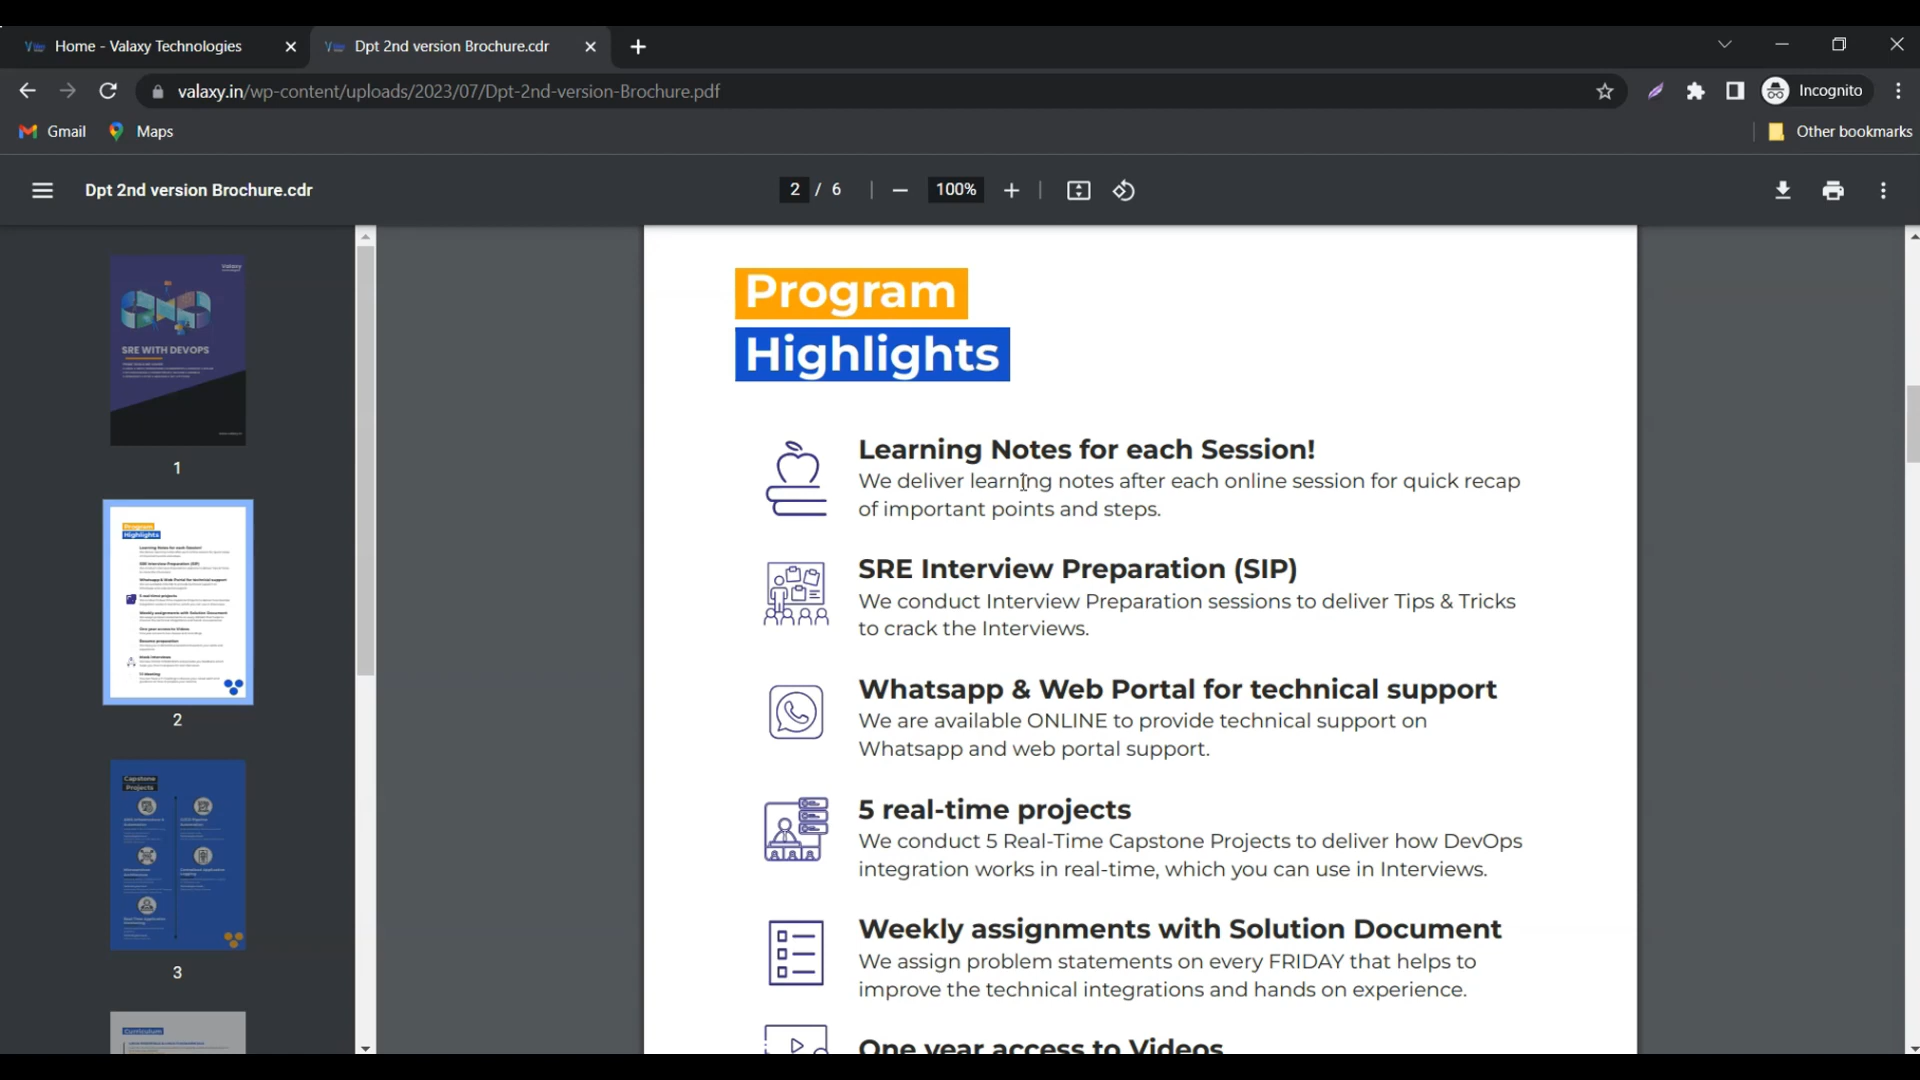 Home - Valaxy Technologies
Dpt 2nd version Brochure.cdr
valaxy.in/wp-content/uploads/2023/07/Dpt-2nd-version-Brochure.pdf
Incognito
Gmail
Maps
Other bookmarks
Dpt 2nd version Brochure.cdr
2 / 6
100%
SRE WITH DEVOPS
1
Program
Highlights
2
Capstone
Projects
3
Curriculum
Program
Highlights
Learning Notes for each Session!
We deliver learning notes after each online session for quick recap
of important points and steps.
SRE Interview Preparation (SIP)
We conduct Interview Preparation sessions to deliver Tips & Tricks
to crack the Interviews.
Whatsapp & Web Portal for technical support
We are available ONLINE to provide technical support on
Whatsapp and web portal support.
5 real-time projects
We conduct 5 Real-Time Capstone Projects to deliver how DevOps
integration works in real-time, which you can use in Interviews.
Weekly assignments with Solution Document
We assign problem statements on every FRIDAY that helps to
improve the technical integrations and hands on experience.
One year access to Videos